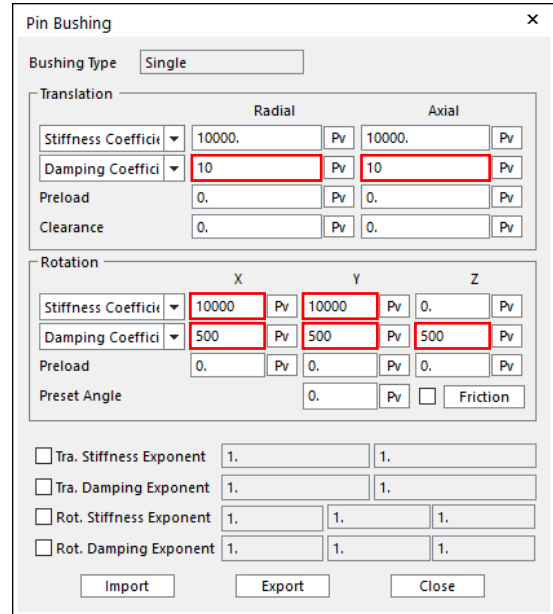 Pin Bushing ×
Bushing Type Single
Translation
Radial Axial
Stiffness Coefficie 10000. Pv 10000. Pv
Damping Coeffici 10 Pv 10 Pv
Preload 0. Pv 0. Pv
Clearance 0. Pv 0. Pv
Rotation
X Y Z
Stiffness Coefficie 10000 Pv 10000 Pv 0. Pv
Damping Coeffici 500 Pv 500 Pv 500 Pv
Preload 0. Pv 0. Pv 0. Pv
Preset Angle 0. Pv Friction
Tra. Stiffness Exponent 1. 1.
Tra. Damping Exponent 1. 1.
Rot. Stiffness Exponent 1. 1. 1.
Rot. Damping Exponent 1. 1. 1.
Import Export Close